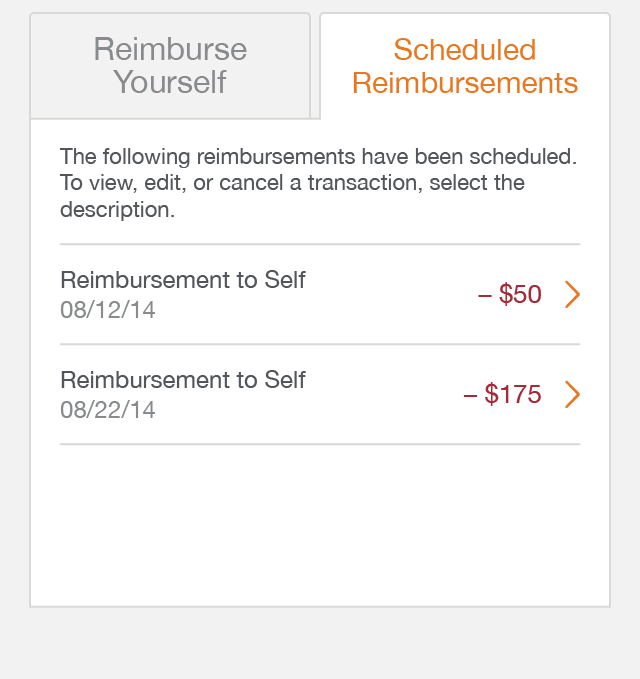 Reimburse
Yourself
Scheduled
Reimbursements
The following reimbursements have been scheduled.
To view, edit, or cancel a transaction, select the
description.
Reimbursement to Self
08/12/14
– $50
Reimbursement to Self
08/22/14
– $175